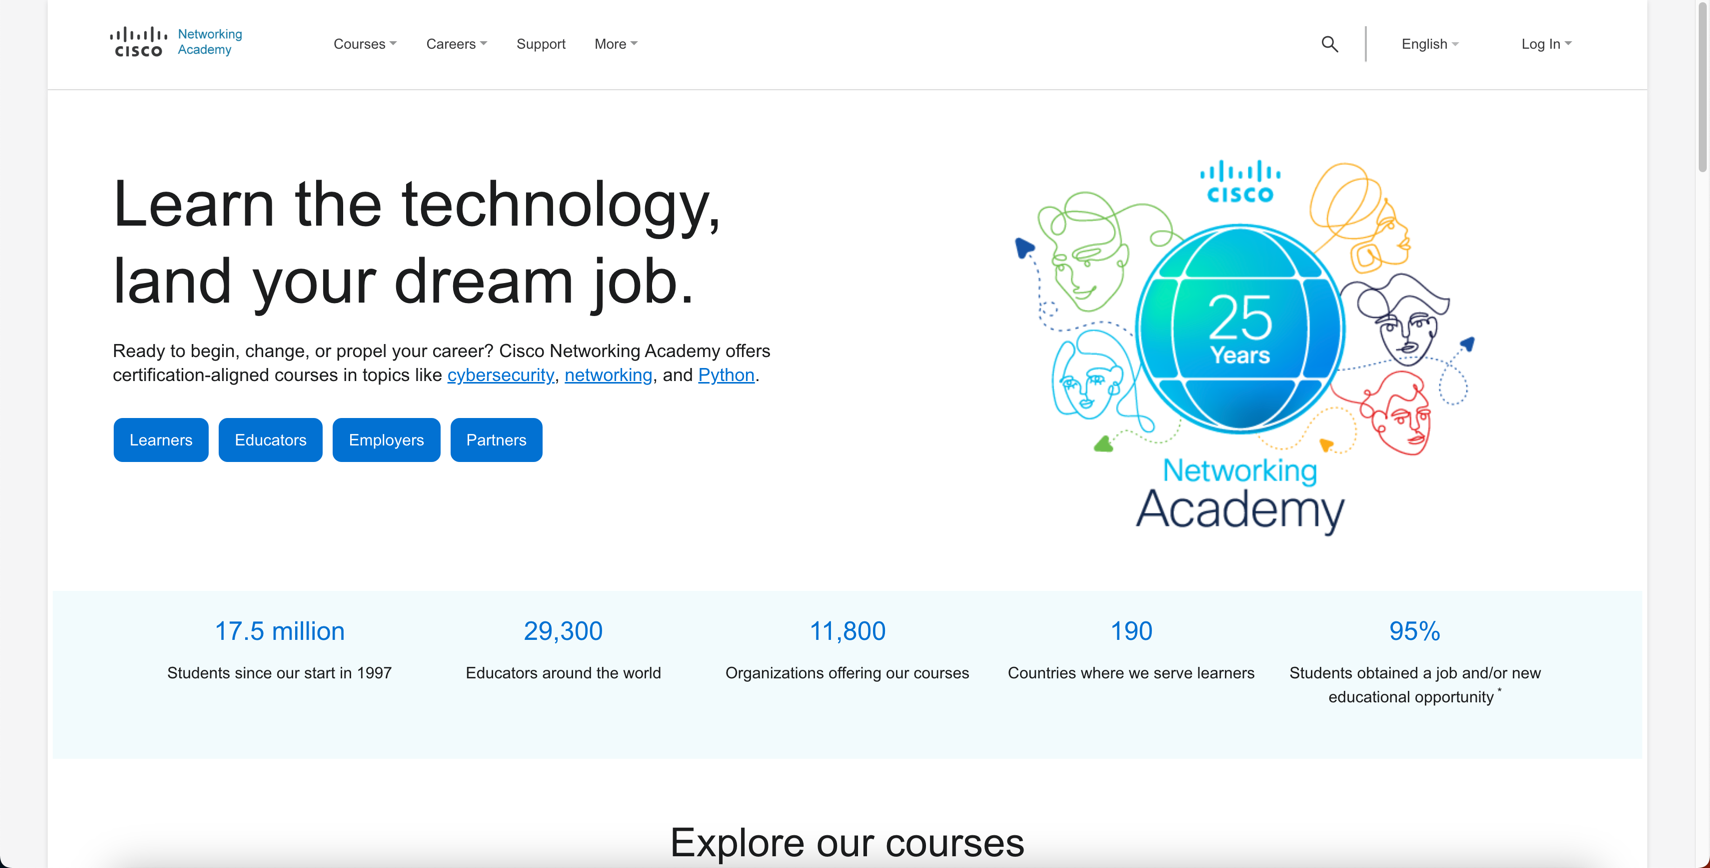 CISCO
Networking
Academy
Courses
Careers
Support
More
English
Log In
Learn the technology,
land your dream job.
Ready to begin, change, or propel your career? Cisco Networking Academy offers
certification-aligned courses in topics like cybersecurity, networking, and Python.
Learners
Educators
Employers
Partners
CISCO
25
Years
Networking
Academy
17.5 million
Students since our start in 1997
29,300
Educators around the world
11,800
Organizations offering our courses
190
Countries where we serve learners
95%
Students obtained a job and/or new
educational opportunity*
Explore our courses